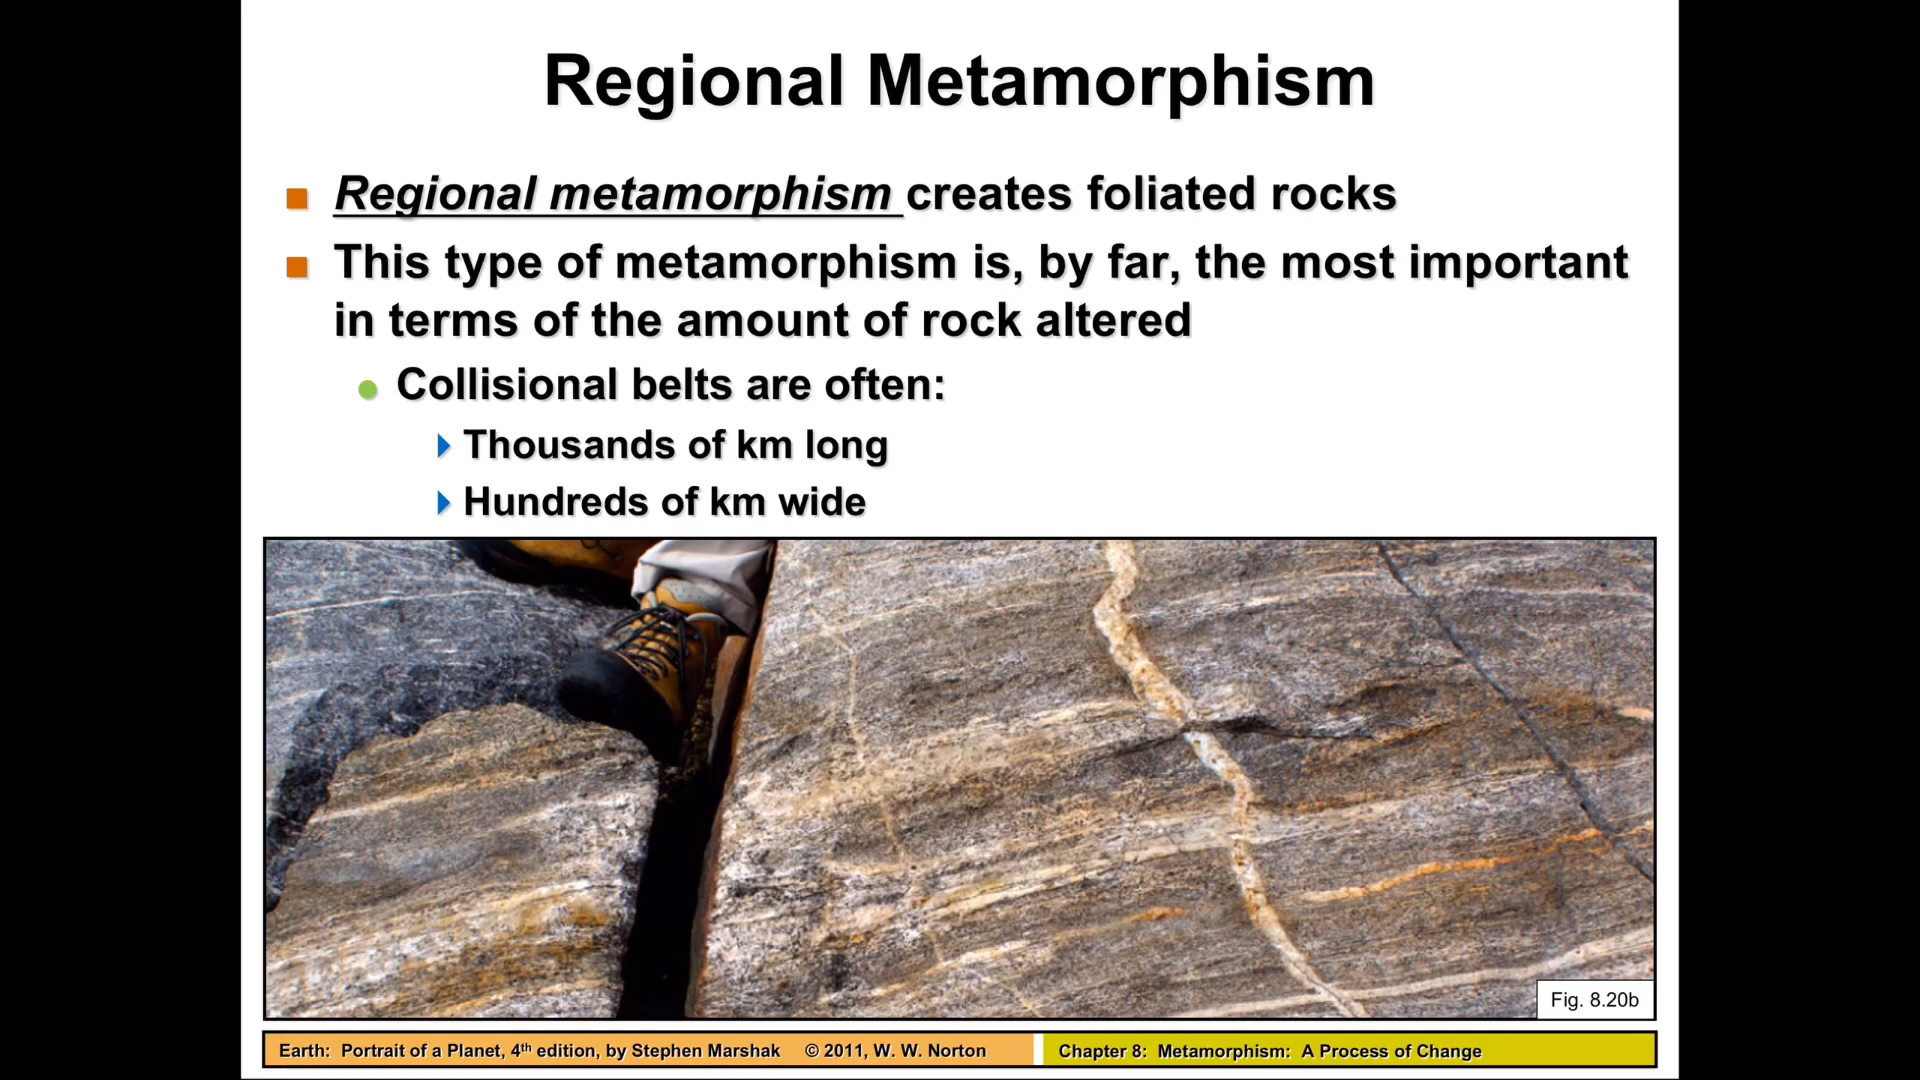 Regional Metamorphism
Regional metamorphism creates foliated rocks
This type of metamorphism is, by far, the most important
in terms of the amount of rock altered
Collisional belts are often:
Thousands of km long
Hundreds of km wide
Fig. 8.20b
Earth: Portrait of a Planet, 4th edition, by Stephen Marshak © 2011, W. W. Norton
Chapter 8: Metamorphism: A Process of Change